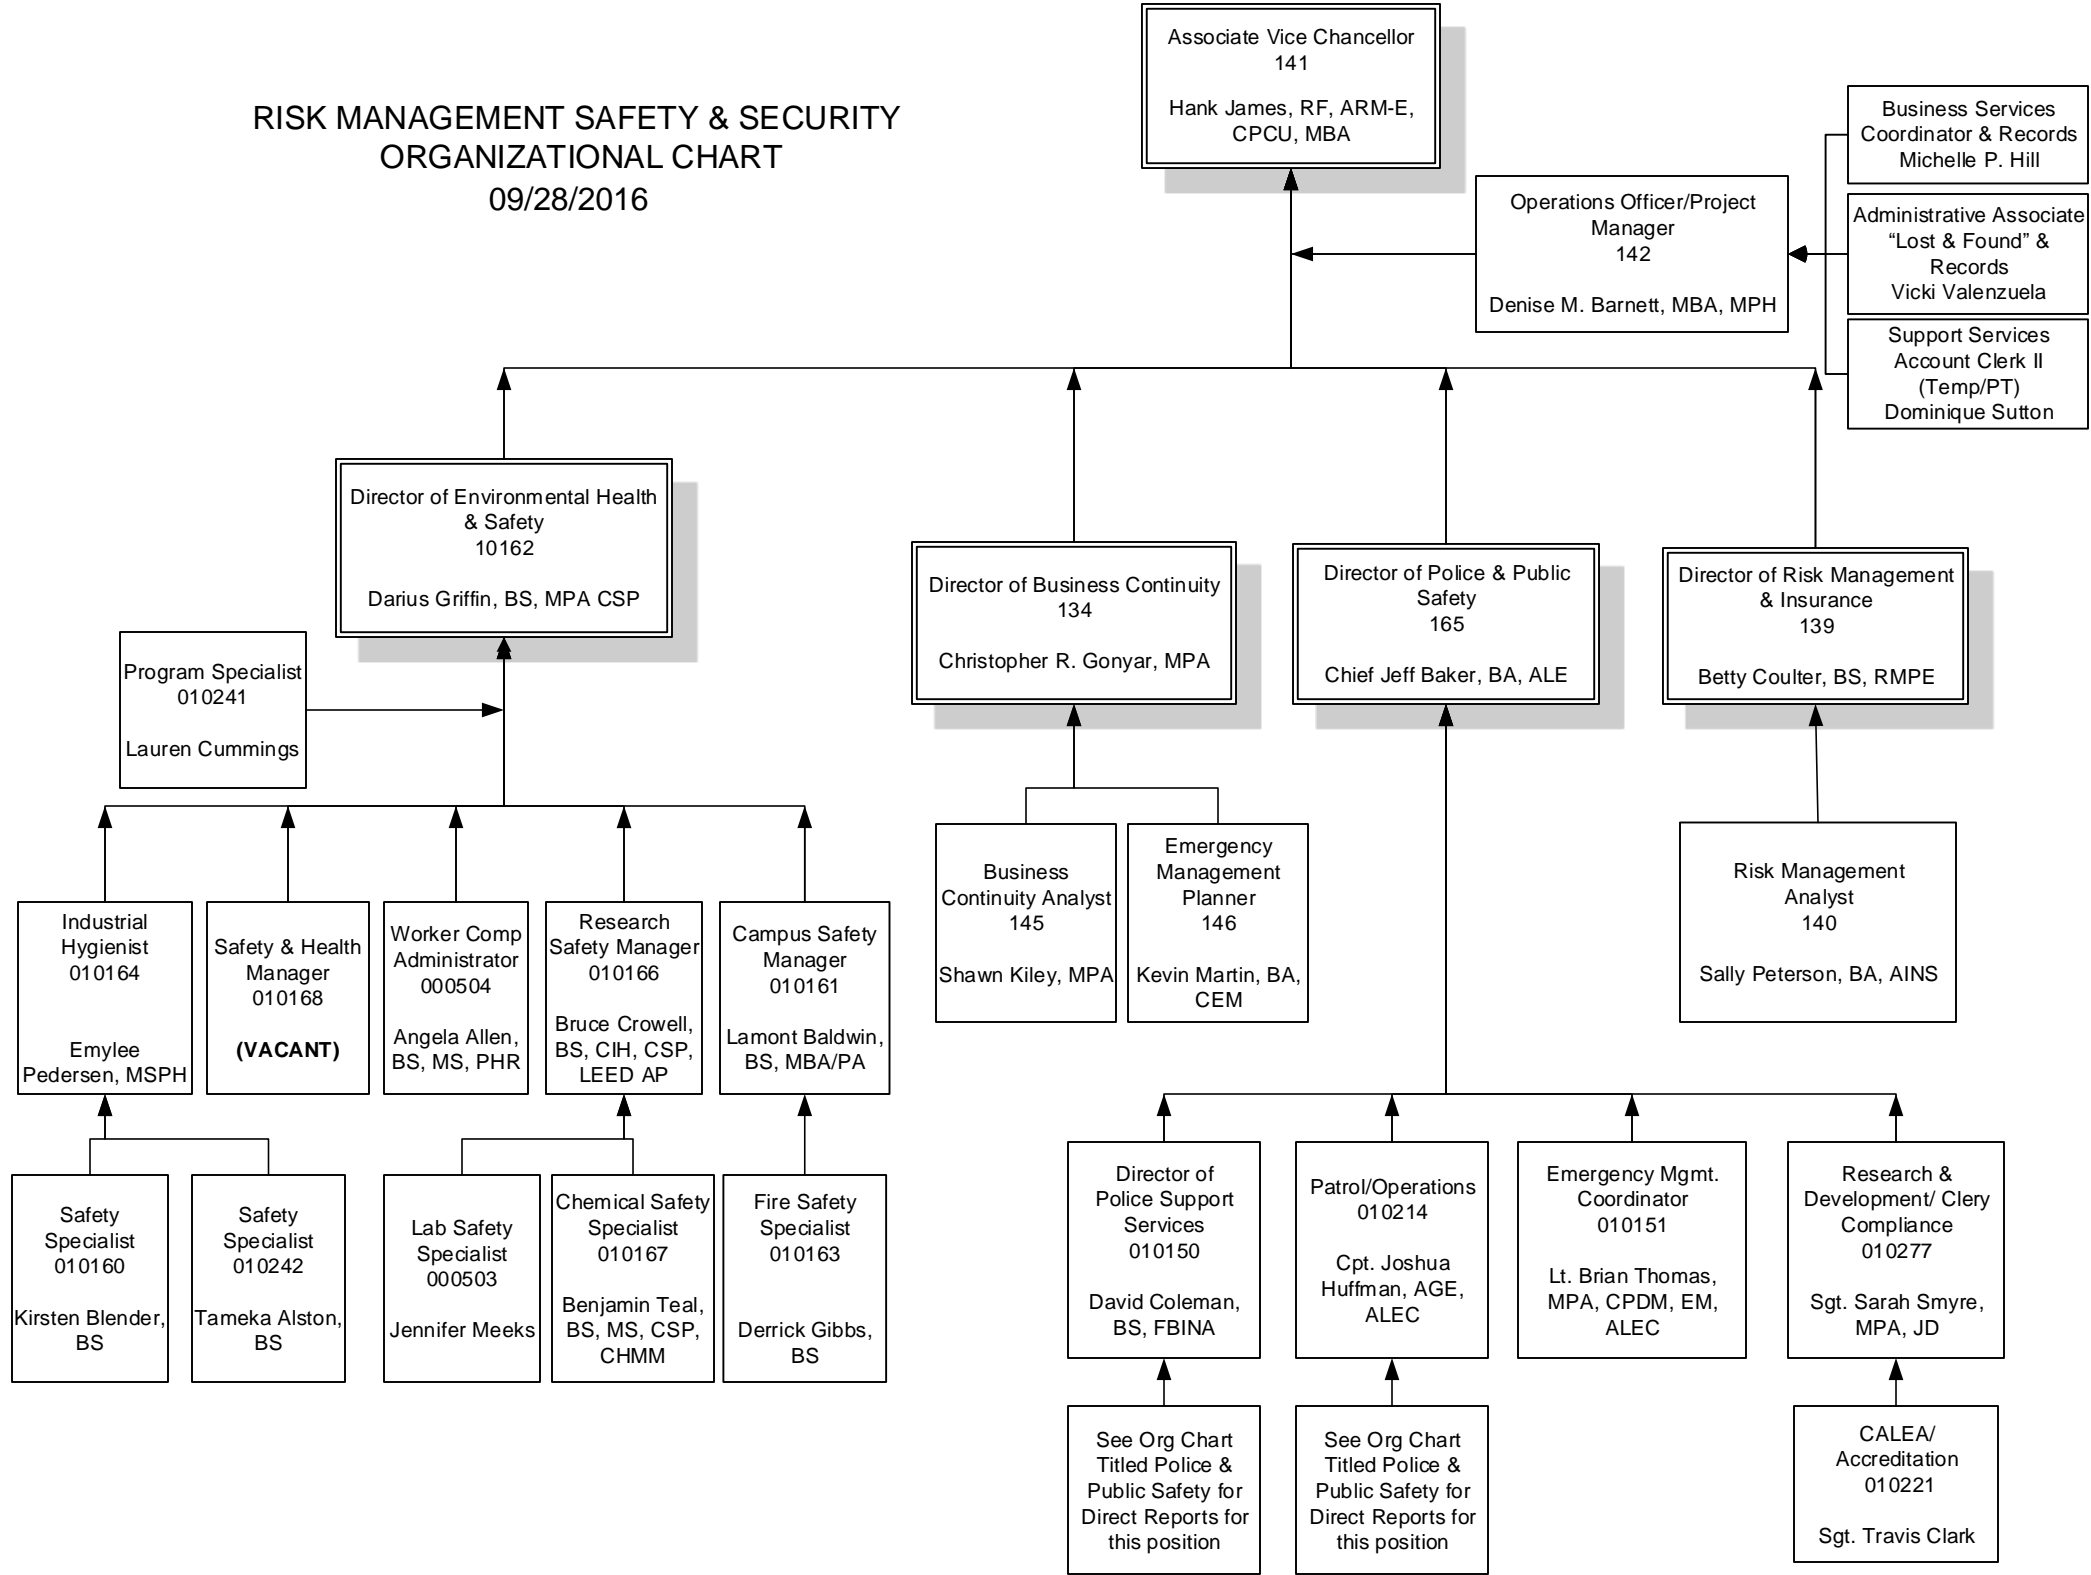 RISK MANAGEMENT SAFETY & SECURITY
ORGANIZATIONAL CHART
09/28/2016
Associate Vice Chancellor
141
Hank James, RF, ARM-E,
CPCU, MBA
Operations Officer/Project
Manager
142
Denise M. Barnett, MBA, MPH
Business Services
Coordinator & Records
Michelle P. Hill
Administrative Associate
“Lost & Found” &
Records
Vicki Valenzuela
Support Services
Account Clerk II
(Temp/PT)
Dominique Sutton
Director of Environmental Health
& Safety
10162
Darius Griffin, BS, MPA CSP
Director of Business Continuity
134
Christopher R. Gonyar, MPA
Director of Police & Public
Safety
165
Chief Jeff Baker, BA, ALE
Director of Risk Management
& Insurance
139
Betty Coulter, BS, RMPE
Program Specialist
010241
Lauren Cummings
Business
Continuity Analyst
145
Shawn Kiley, MPA
Emergency
Management
Planner
146
Kevin Martin, BA,
CEM
Risk Management
Analyst
140
Sally Peterson, BA, AINS
Industrial
Hygienist
010164
Emylee
Pedersen, MSPH
Safety & Health
Manager
010168
(VACANT)
Worker Comp
Administrator
000504
Angela Allen,
BS, MS, PHR
Research
Safety Manager
010166
Bruce Crowell,
BS, CIH, CSP,
LEED AP
Campus Safety
Manager
010161
Lamont Baldwin,
BS, MBA/PA
Safety
Specialist
010160
Kirsten Blender,
BS
Safety
Specialist
010242
Tameka Alston,
BS
Lab Safety
Specialist
000503
Jennifer Meeks
Chemical Safety
Specialist
010167
Benjamin Teal,
BS, MS, CSP,
CHMM
Fire Safety
Specialist
010163
Derrick Gibbs,
BS
Director of
Police Support
Services
010150
David Coleman,
BS, FBINA
Patrol/Operations
010214
Cpt. Joshua
Huffman, AGE,
ALEC
Emergency Mgmt.
Coordinator
010151
Lt. Brian Thomas,
MPA, CPDM, EM,
ALEC
Research &
Development/ Clery
Compliance
010277
Sgt. Sarah Smyre,
MPA, JD
See Org Chart
Titled Police &
Public Safety for
Direct Reports for
this position
See Org Chart
Titled Police &
Public Safety for
Direct Reports for
this position
CALEA/
Accreditation
010221
Sgt. Travis Clark